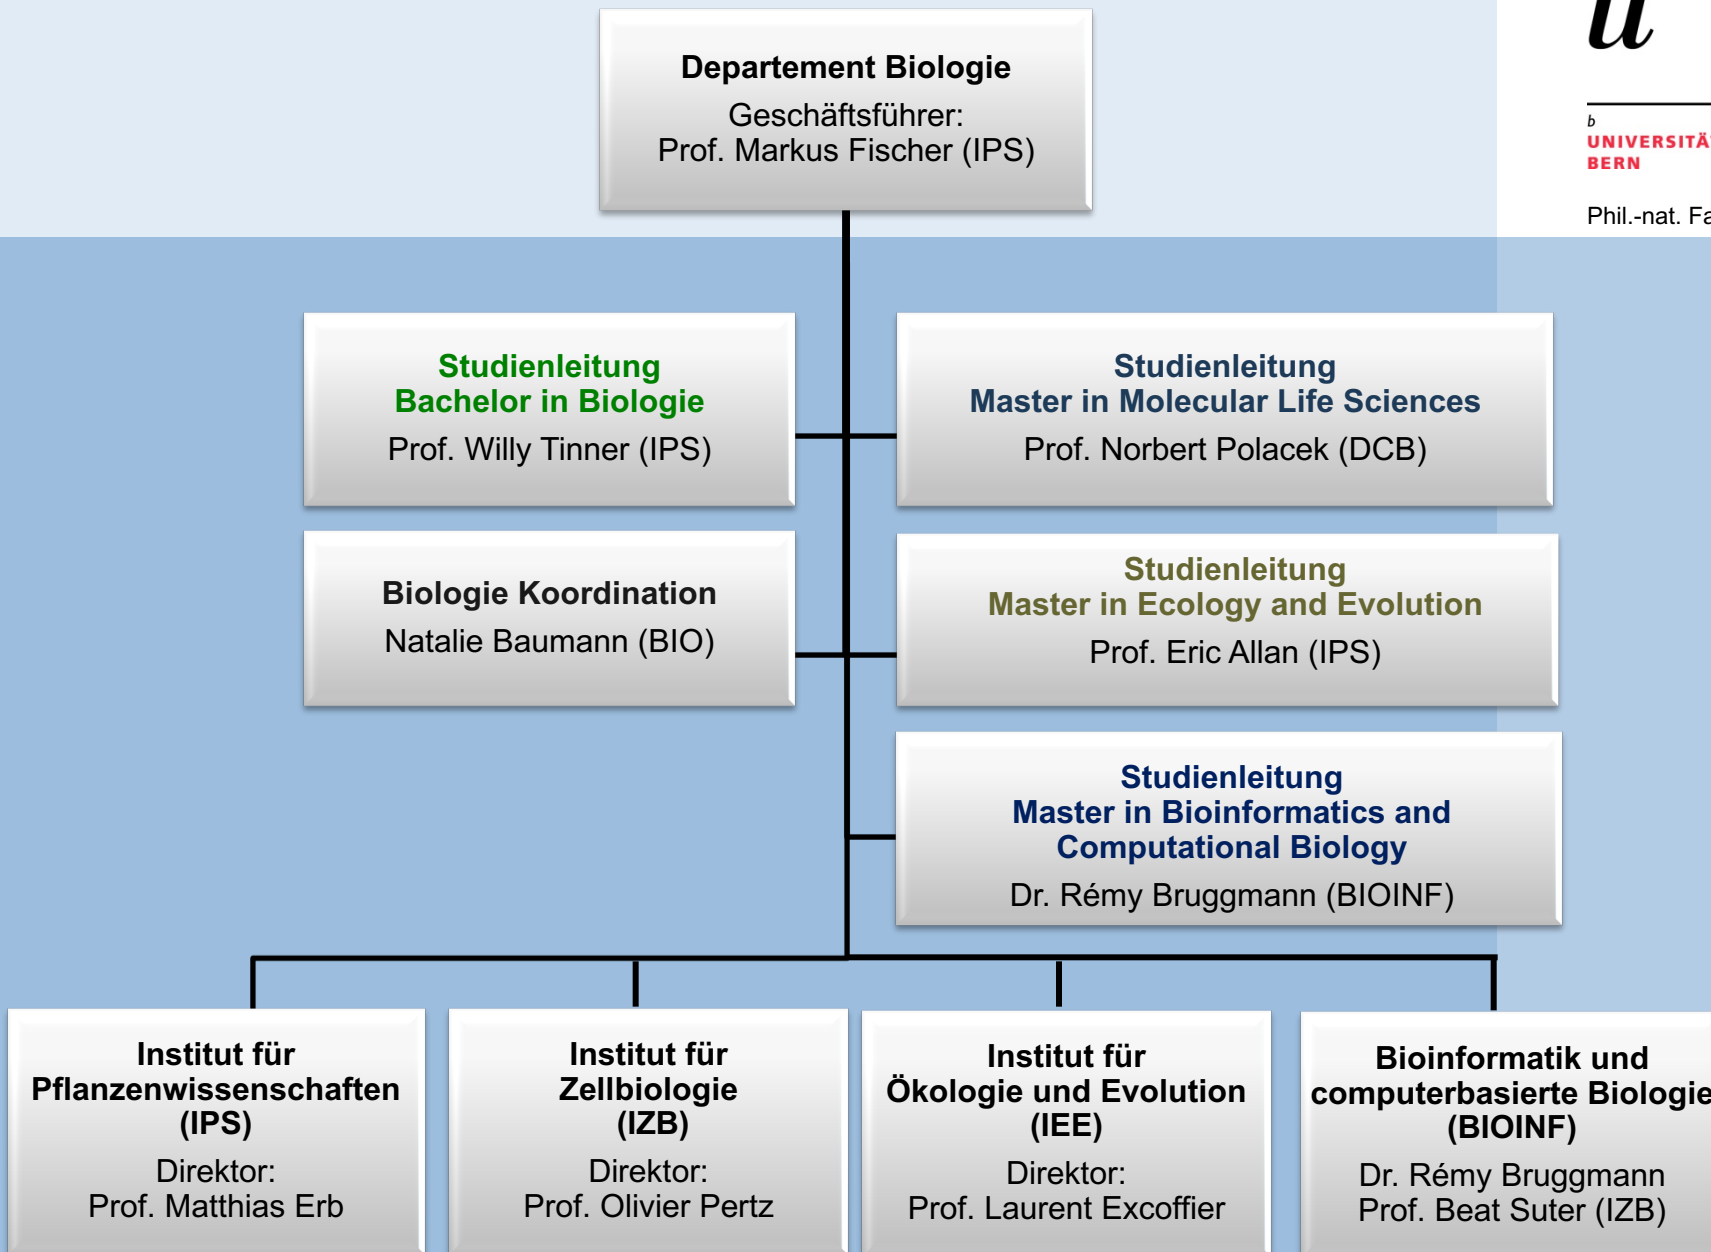 Departement Biologie
Geschäftsführer:
Prof. Markus Fischer (IPS)
u
b
UNIVERSITÄT
BERN
Phil.-nat.
Studienleitung
Bachelor in Biologie
Prof. Willy Tinner (IPS)
Studienleitung
Master in Molecular Life Sciences
Prof. Norbert Polacek (DCB)
Biologie Koordination
Natalie Baumann (BIO)
Studienleitung
Master in Ecology and Evolution
Prof. Eric Allan (IPS)
Studienleitung
Master in Bioinformatics and
Computational Biology
Dr. Rémy Bruggmann (BIOINF)
Institut für
Pflanzenwissenschaften
(IPS)
Direktor:
Prof. Matthias Erb
Institut für
Zellbiologie
(IZB)
Direktor:
Prof. Olivier Pertz
Institut für
Ökologie und Evolution
(IEE)
Direktor:
Prof. Laurent Excoffier
Bioinformatik und
computerbasierte Biologie
(BIOINF)
Dr. Rémy Bruggmann
Prof. Beat Suter (IZB)